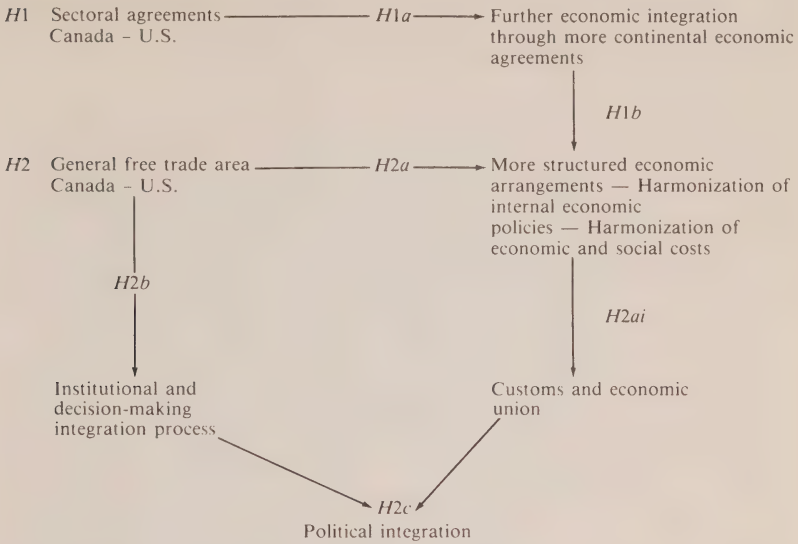 H1 Sectoral agreements H1a Further economic integration
Canada – U.S. through more continental economic
agreements
H1b
H2 General free trade area H2a More structured economic
Canada – U.S. arrangements — Harmonization of
internal economic
policies — Harmonization of
economic and social costs
H2b
H2ai
Institutional and Customs and economic
decision-making union
integration process
H2c
Political integration